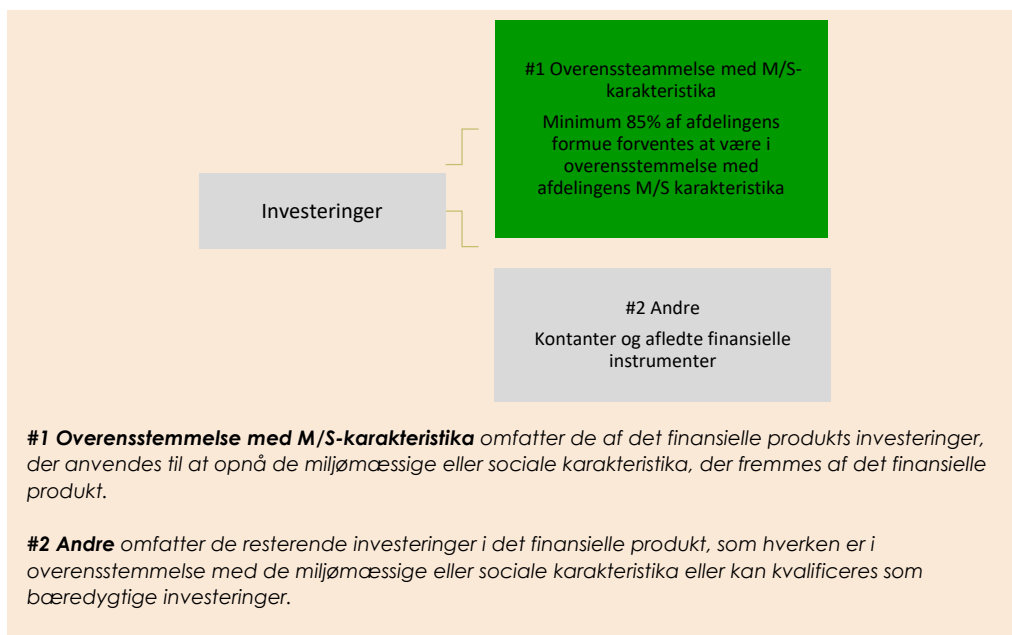 #1 Overenssteammelse med M/S-
karakteristika
Minimum 85% af afdelingens
formue forventes at være i
overensstemmelse med
afdelingens M/S karakteristika
Investeringer
#2 Andre
Kontanter og afledte finansielle
instrumenter
#1 Overensstemmelse med M/S-karakteristika omfatter de af det finansielle produkts investeringer,
der anvendes til at opnå de miljømæssige eller sociale karakteristika, der fremmes af det finansielle
produkt.
#2 Andre omfatter de resterende investeringer i det finansielle produkt, som hverken er i
overensstemmelse med de miljømæssige eller sociale karakteristika eller kan kvalificeres som
bæredygtige investeringer.